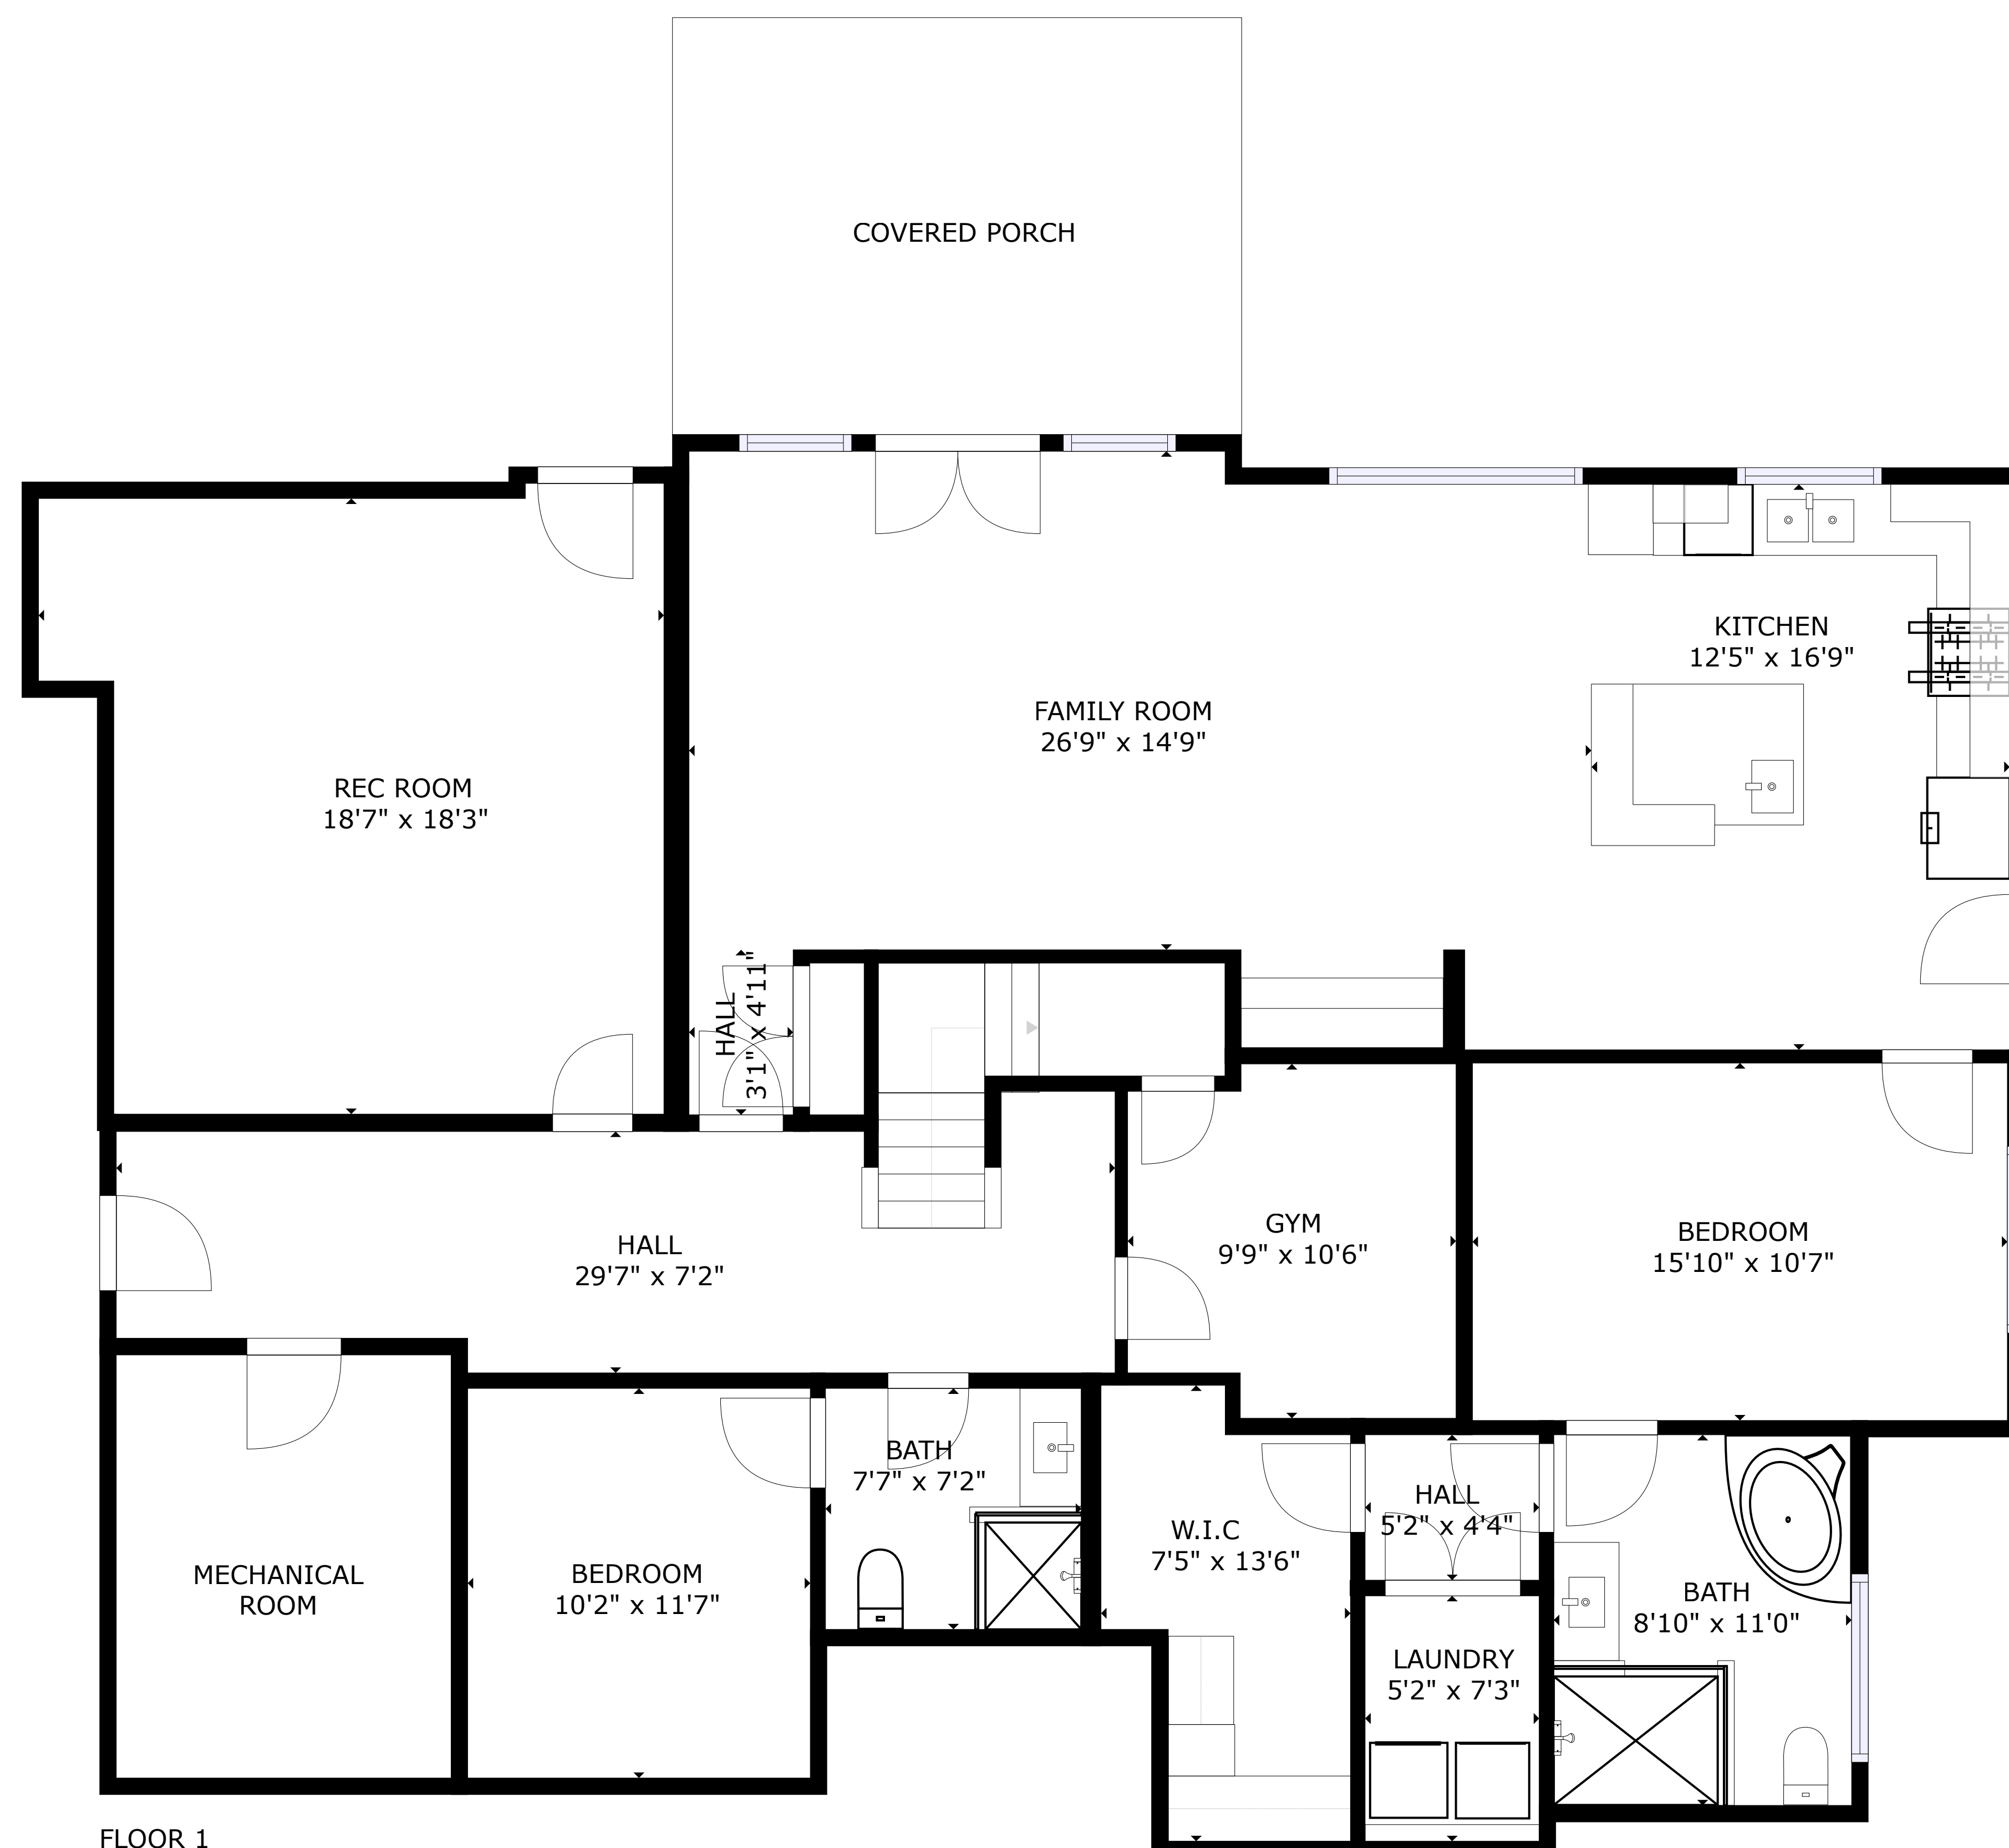 COVERED PORCH
KITCHEN
12'5" x 16'9"
FAMILY ROOM
26'9" x 14'9"
REC ROOM
18'7" x 18'3"
HALL
3'1" x 4'11"
GYM
9'9" x 10'6"
BEDROOM
15'10" x 10'7"
HALL
29'7" x 7'2"
BATH
7'7" x 7'2"
HALL
5'2" x 4'4"
W.I.C
7'5" x 13'6"
MECHANICAL
ROOM
BEDROOM
10'2" x 11'7"
BATH
8'10" x 11'0"
LAUNDRY
5'2" x 7'3"
FLOOR 1